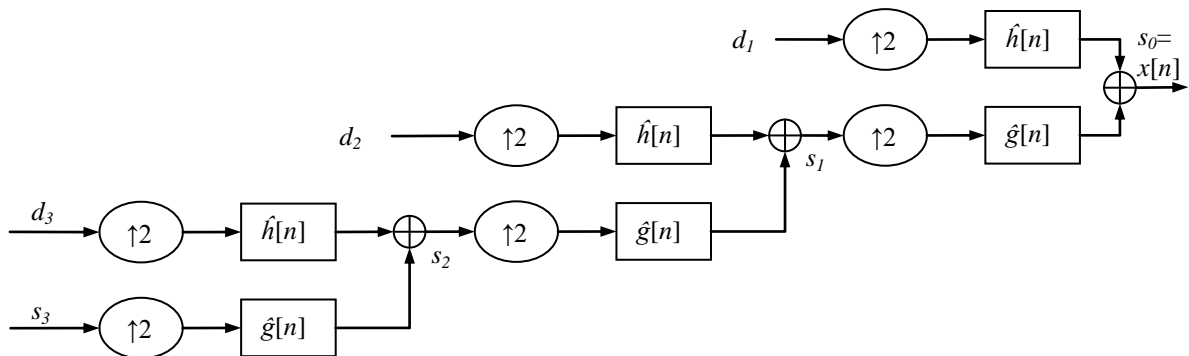 d₁ ↑2 ĥ[n] s₀=
x[n]
d₂ ↑2 ĥ[n] s₁ ↑2 ĝ[n]
d₃ ↑2 ĥ[n] s₂ ↑2 ĝ[n]
s₃ ↑2 ĝ[n]